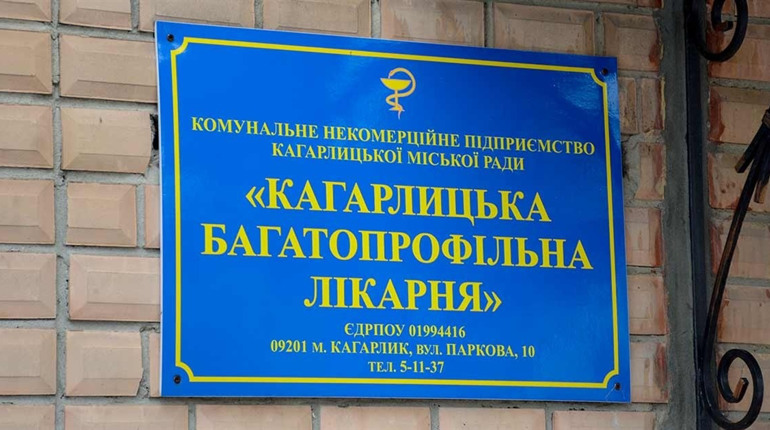 КОМУНАЛЬНЕ НЕКОМЕРЦІЙНЕ ПІДПРИЄМСТВО
КАГАРЛИЦЬКОЇ МІСЬКОЇ РАДИ
«КАГАРЛИЦЬКА
БАГАТОПРОФІЛЬНА
ЛІКАРНЯ»
ЄДРПОУ 01994416
09201 м. КАГАРЛИК, ВУЛ. ПАРКОВА, 10
ТЕЛ. 5-11-37